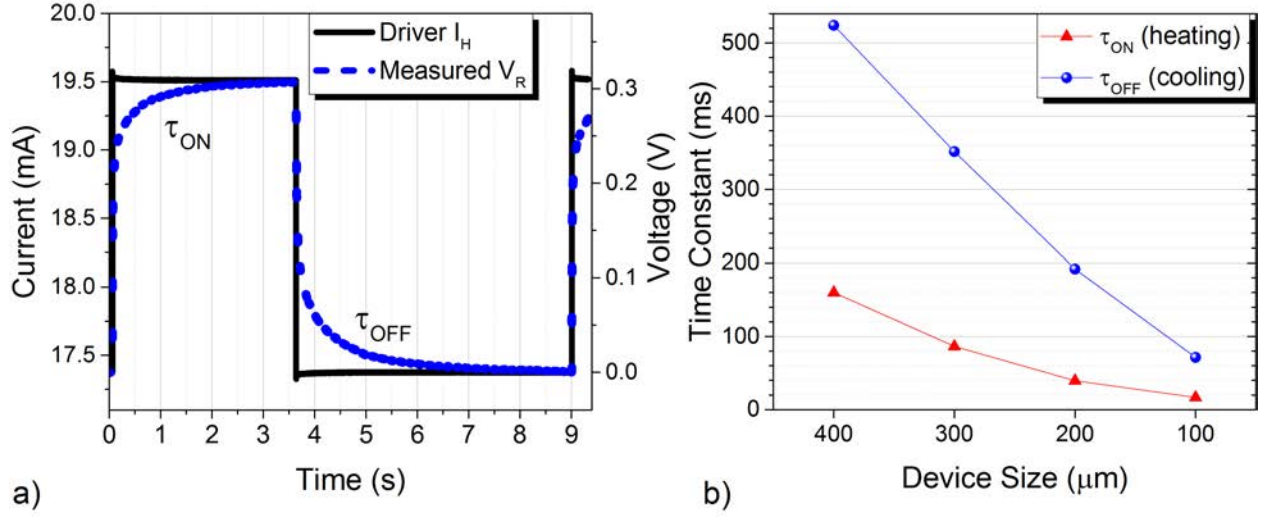 20.0
19.5
19.0
18.5
18.0
17.5
Current (mA)
Driver I_H
Measured V_R
τ_ON
τ_OFF
0.3
0.2
0.1
0.0
Voltage (V)
0 1 2 3 4 5 6 7 8 9
Time (s)
a)
500
400
300
200
100
0
Time Constant (ms)
τ_ON (heating)
τ_OFF (cooling)
400 300 200 100
Device Size (μm)
b)